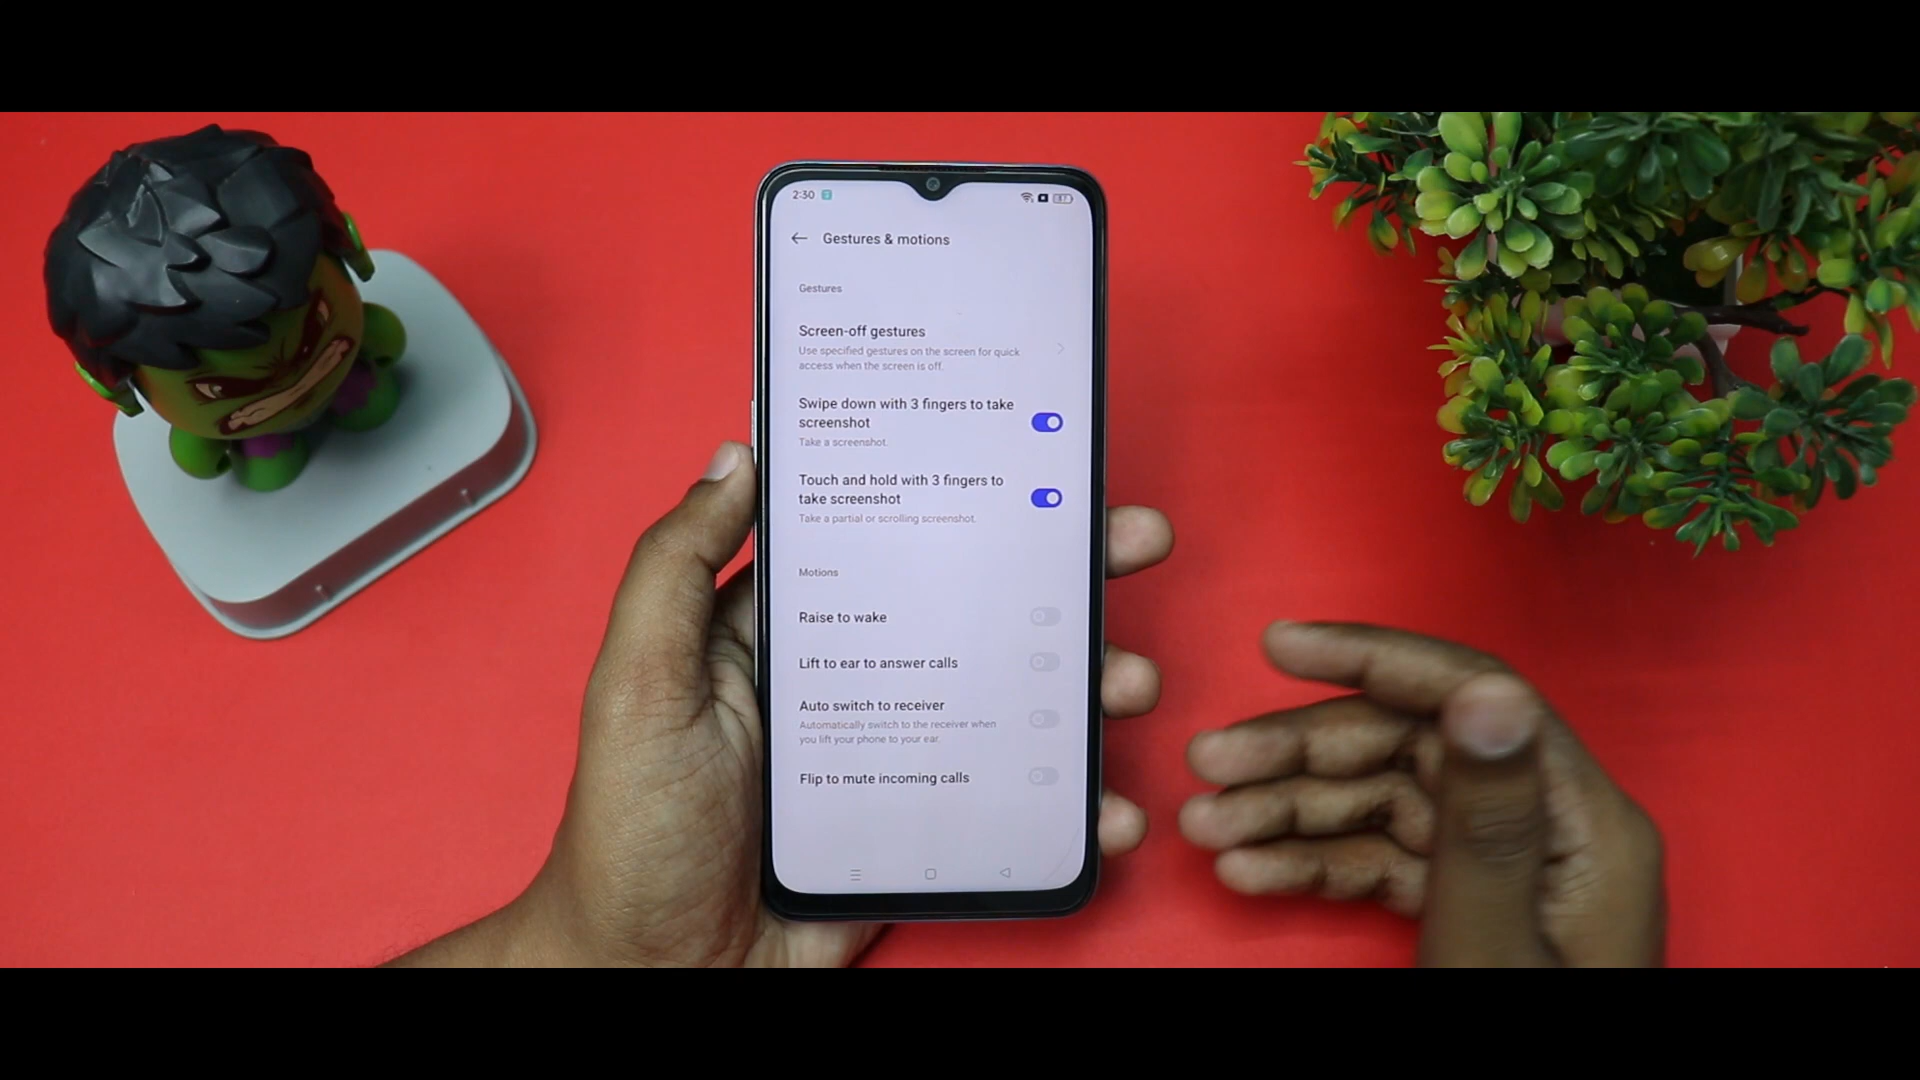 2:30
Gestures & motions
Gestures
Screen-off gestures
Use specified gestures on the screen for quick
access when the screen is off.
Swipe down with 3 fingers to take
screenshot
Take a screenshot.
Touch and hold with 3 fingers to
take screenshot
Take a partial or scrolling screenshot.
Motions
Raise to wake
Lift to ear to answer calls
Auto switch to receiver
Automatically switch to the receiver when
you lift your phone to your ear.
Flip to mute incoming calls